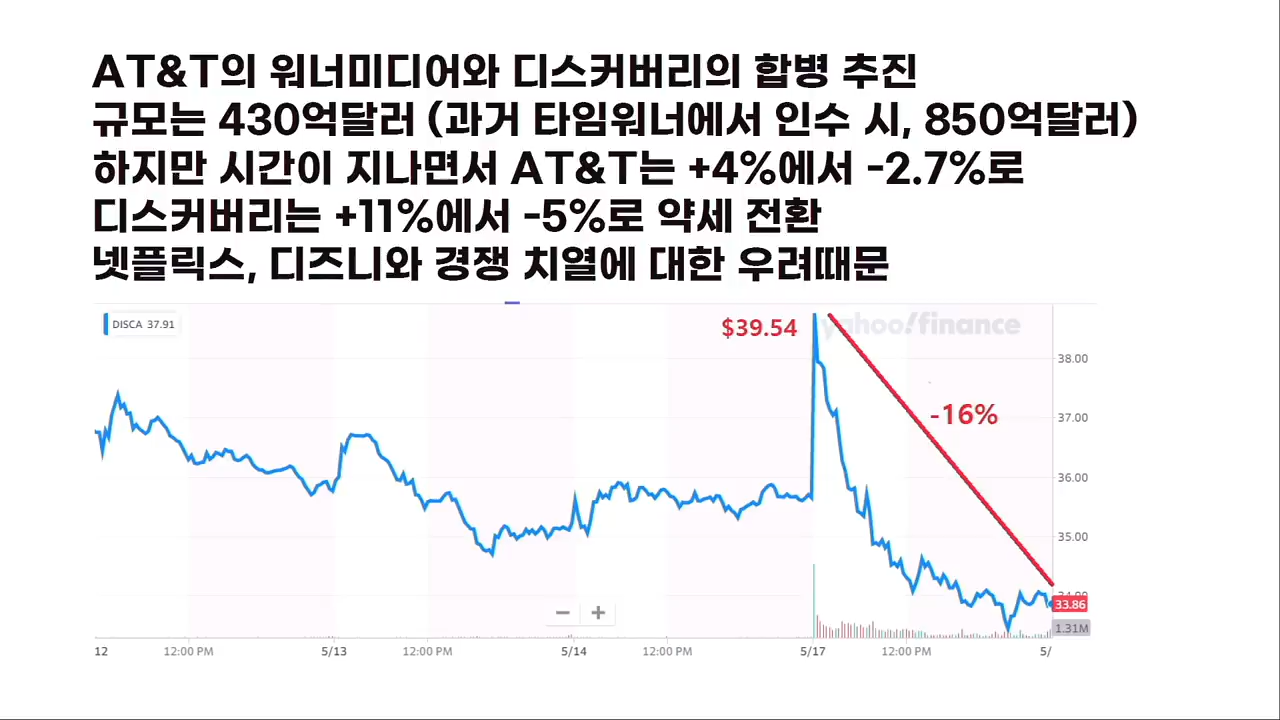 AT&T의 워너미디어와 디스커버리의 합병 추진
규모는 430억달러 (과거 타임워너에서 인수 시, 850억달러)
하지만 시간이 지나면서 AT&T는 +4%에서 -2.7%로
디스커버리는 +11%에서 -5%로 약세 전환
넷플릭스, 디즈니와 경쟁 치열에 대한 우려때문
DISCA 37.91
$39.54
yahoo!finance
38.00
-16%
37.00
36.00
35.00
34.00
33.86
1.31M
12
12:00 PM
5/13
12:00 PM
5/14
12:00 PM
5/17
12:00 PM
5/